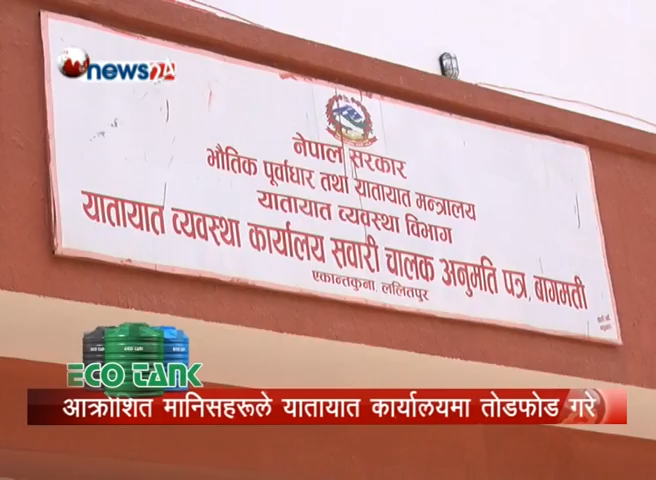 news24
नेपाल सरकार
भौतिक पूर्वाधार तथा यातायात मन्त्रालय
यातायात व्यवस्था विभाग
यातायात व्यवस्था कार्यालय सवारी चालक अनुमति पत्र, बागमती
एकान्तकुना, ललितपुर
ECO TANK
आक्रोशित मानिसहरूले यातायात कार्यालयमा तोडफोड गरे